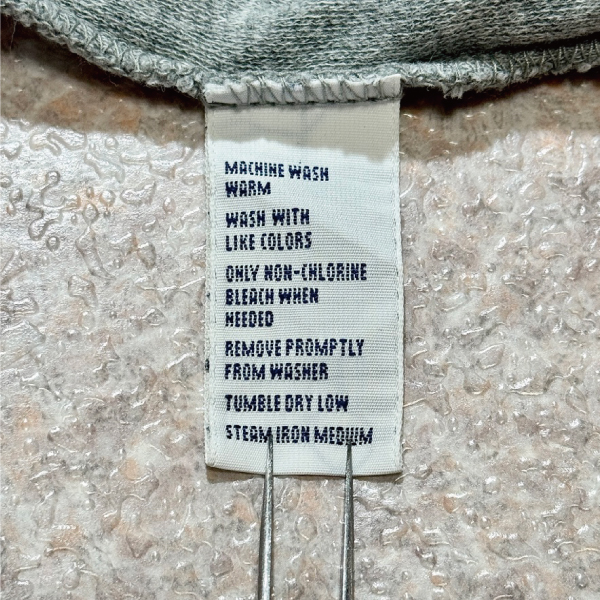 MACHINE WASH
WARM
WASH WITH
LIKE COLORS
ONLY NON-CHLORINE
BLEACH WHEN
NEEDED
REMOVE PROMPTLY
FROM WASHER
TUMBLE DRY LOW
STEAM IRON MEDIUM